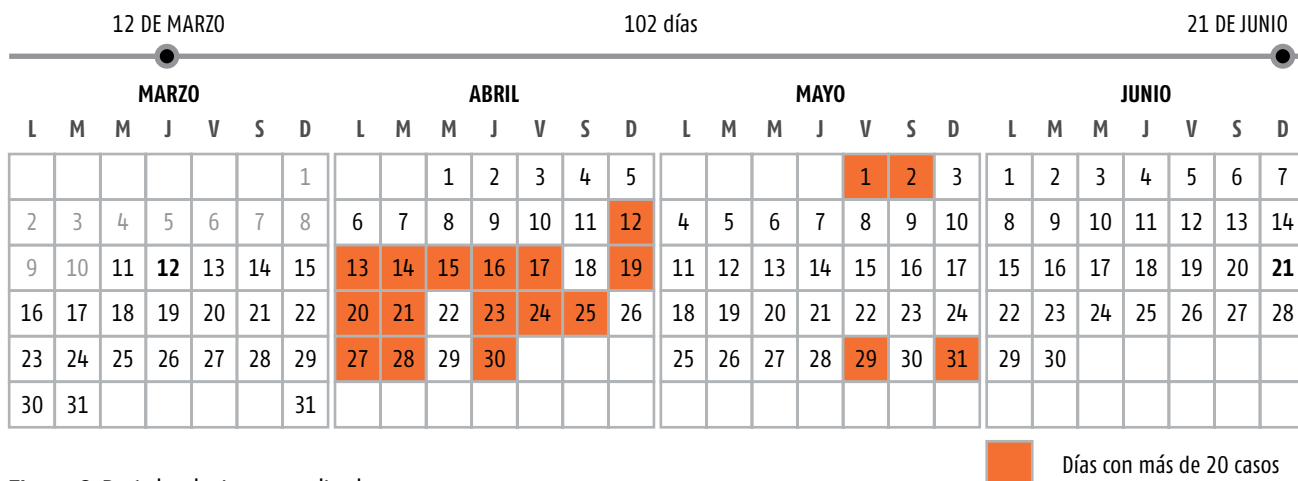 12 DE MARZO 102 días 21 DE JUNIO
MARZO ABRIL MAYO JUNIO
L M M J V S D L M M J V S D L M M J V S D L M M J V S D
1 1 2 3 4 5 1 2 3 1 2 3 4 5 6 7
2 3 4 5 6 7 8 6 7 8 9 10 11 12 4 5 6 7 8 9 10 8 9 10 11 12 13 14
9 10 11 12 13 14 15 13 14 15 16 17 18 19 11 12 13 14 15 16 17 15 16 17 18 19 20 21
16 17 18 19 20 21 22 20 21 22 23 24 25 26 18 19 20 21 22 23 24 22 23 24 25 26 27 28
23 24 25 26 27 28 29 27 28 29 30 25 26 27 28 29 30 31 29 30
30 31 31
Días con más de 20 casos